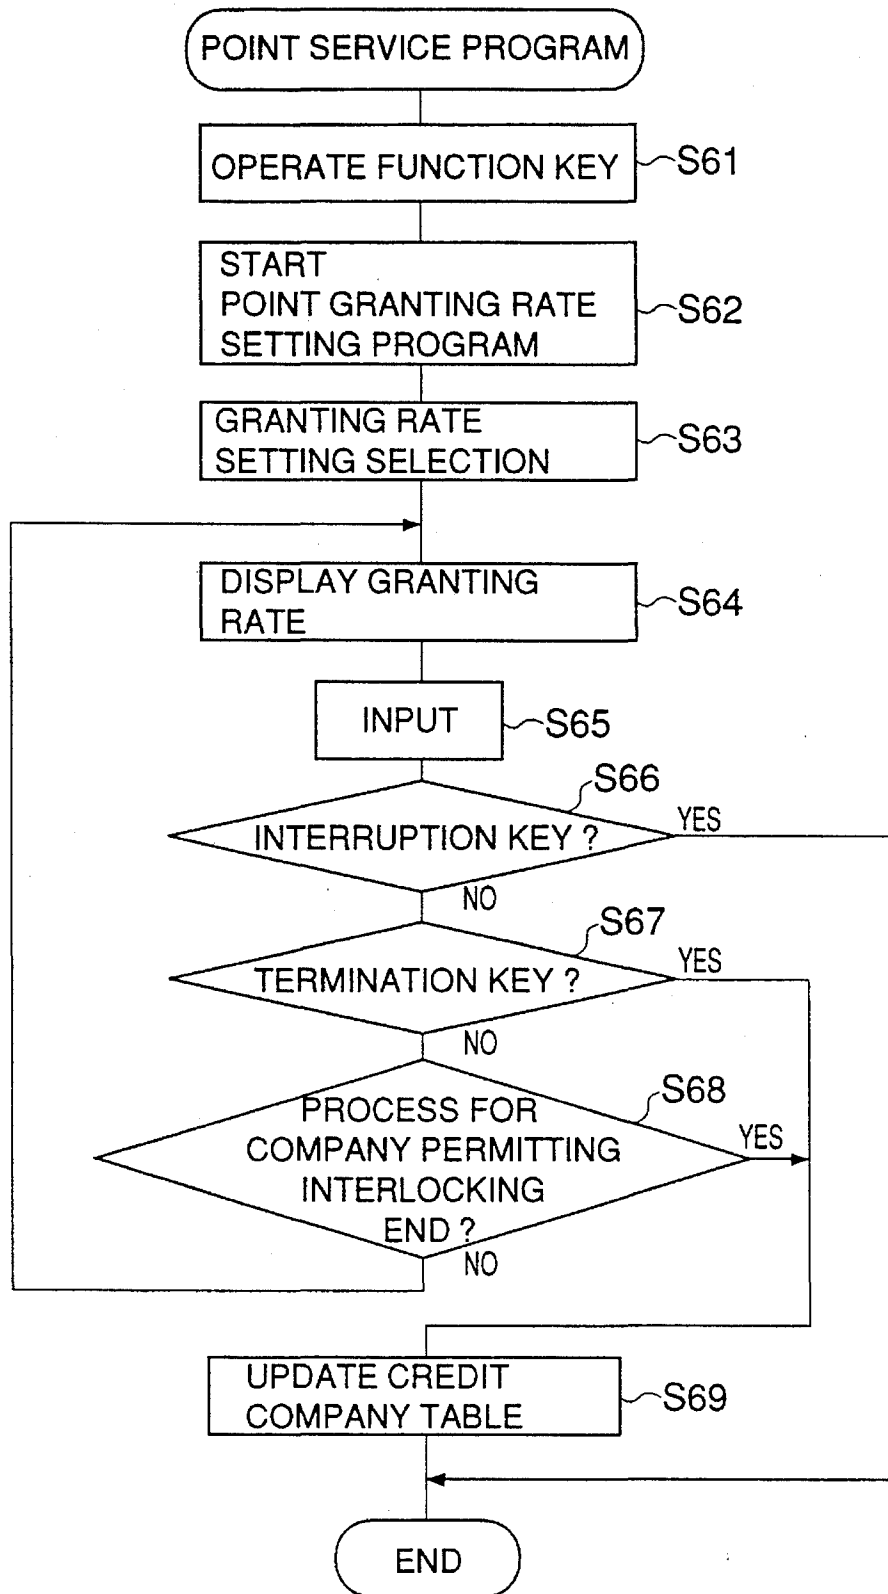 POINT SERVICE PROGRAM
OPERATE FUNCTION KEY
S61
START
POINT GRANTING RATE
SETTING PROGRAM
S62
GRANTING RATE
SETTING SELECTION
S63
DISPLAY GRANTING
RATE
S64
INPUT
S65
S66
INTERRUPTION KEY ?
YES
NO
S67
TERMINATION KEY ?
YES
NO
S68
PROCESS FOR
COMPANY PERMITTING
INTERLOCKING
END ?
YES
NO
UPDATE CREDIT
COMPANY TABLE
S69
END